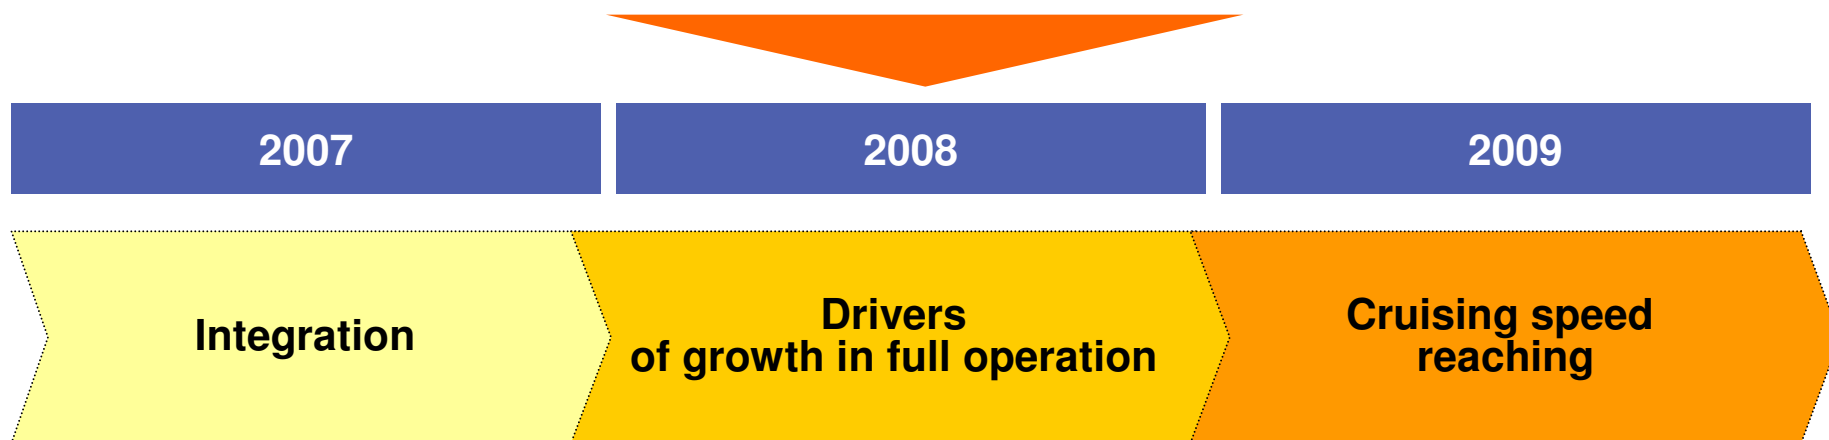 2007
2008
2009
Integration
Drivers
of growth in full operation
Cruising speed
reaching